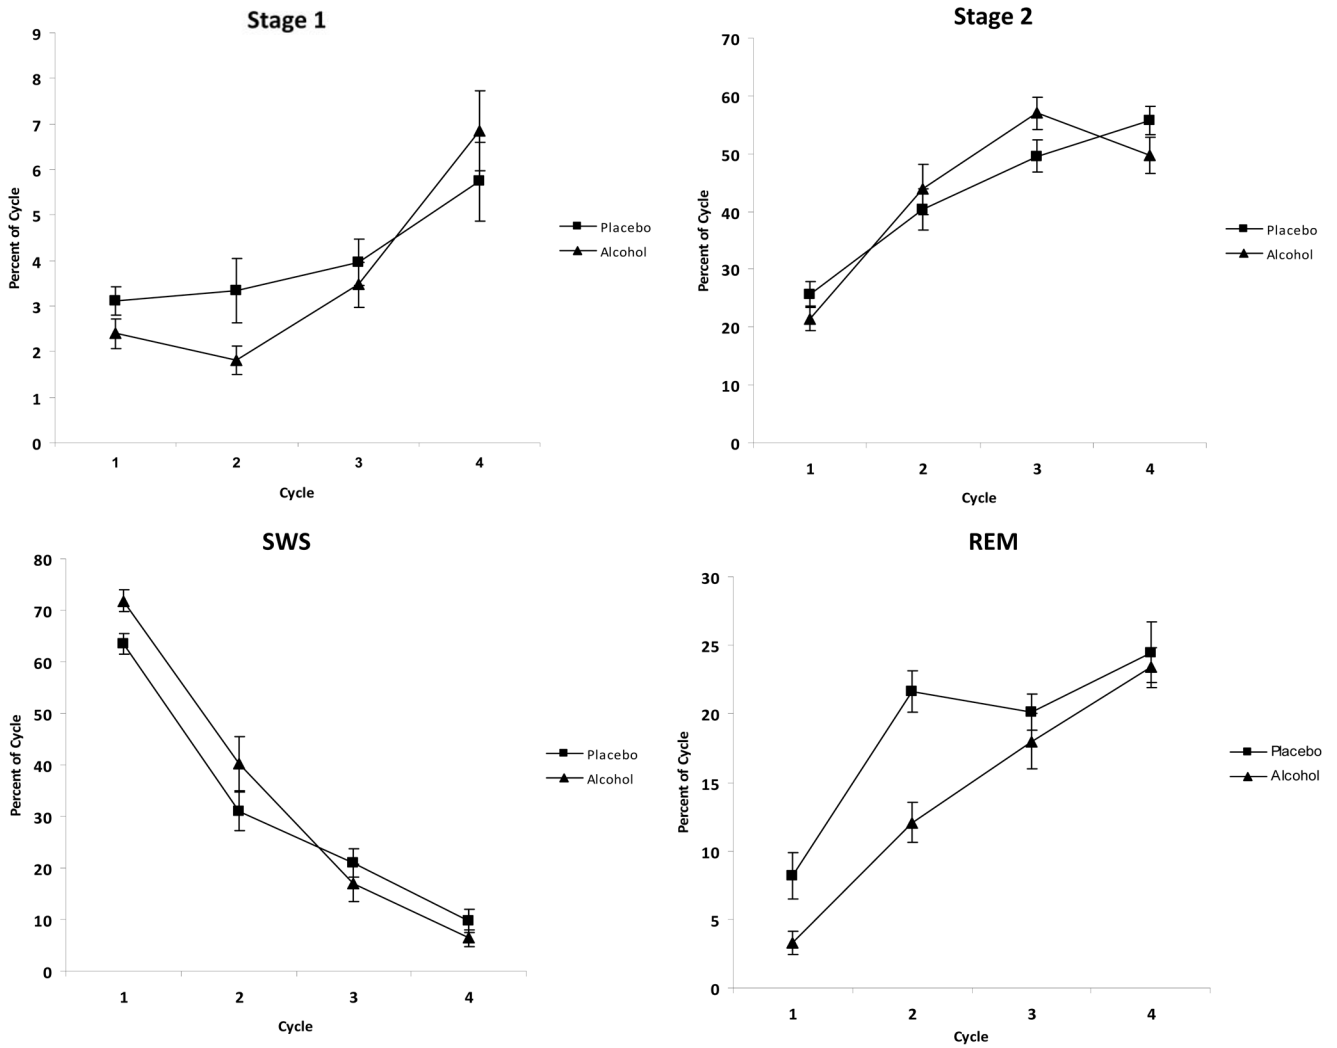 Stage 1
9
8
7
6
5
4
3
2
1
0
Percent of Cycle
1 2 3 4
Cycle
Placebo
Alcohol
Stage 2
70
60
50
40
30
20
10
0
Percent of Cycle
1 2 3 4
Cycle
Placebo
Alcohol
SWS
80
70
60
50
40
30
20
10
0
Percent of Cycle
1 2 3 4
Cycle
Placebo
Alcohol
REM
30
25
20
15
10
5
0
Percent of Cycle
1 2 3 4
Cycle
Placebo
Alcohol